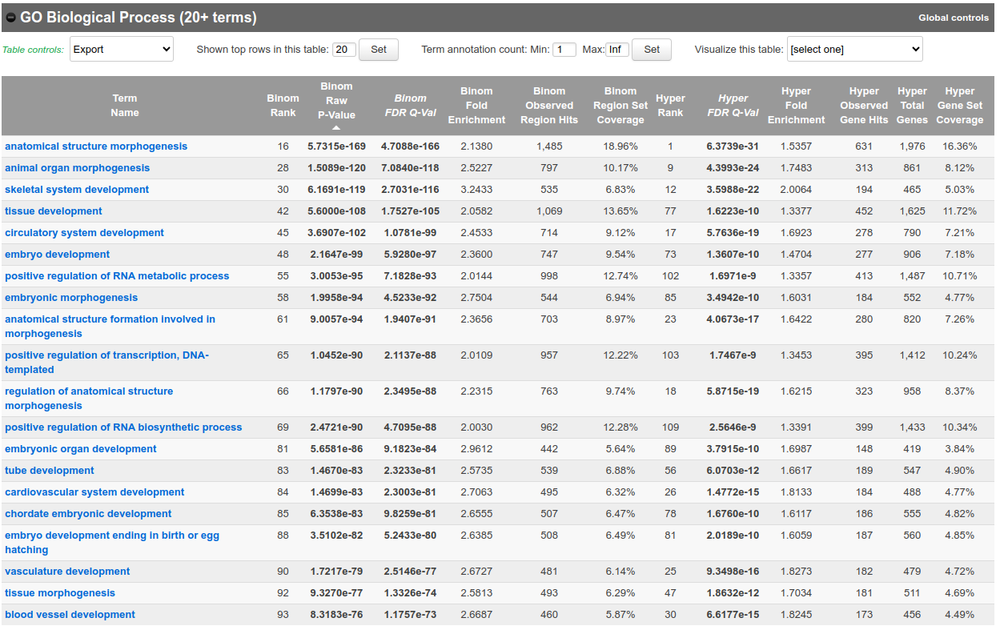 GO Biological Process (20+ terms) Global controls
Table controls: Export Shown top rows in this table: 20 Set Term annotation count: Min: 1 Max: Inf Set Visualize this table: [select one]
Term Name Binom Rank Binom Raw P-Value Binom FDR Q-Val Binom Fold Enrichment Binom Observed Region Hits Binom Region Set Coverage Hyper Rank Hyper FDR Q-Val Hyper Fold Enrichment Hyper Observed Gene Hits Hyper Total Genes Hyper Gene Set Coverage
anatomical structure morphogenesis 16 5.7315e-169 4.7088e-166 2.1380 1,485 18.96% 1 6.3739e-31 1.5357 631 1,976 16.36%
animal organ morphogenesis 28 1.5089e-120 7.0840e-118 2.5227 797 10.17% 9 4.3993e-24 1.7483 313 861 8.12%
skeletal system development 30 6.1691e-119 2.7031e-116 3.2433 535 6.83% 12 3.5988e-22 2.0064 194 465 5.03%
tissue development 42 5.6000e-108 1.7527e-105 2.0582 1,069 13.65% 77 1.6223e-10 1.3377 452 1,625 11.72%
circulatory system development 45 3.6907e-102 1.0781e-99 2.4533 714 9.12% 17 5.7636e-19 1.6923 278 790 7.21%
embryo development 48 2.1647e-99 5.9280e-97 2.3600 747 9.54% 73 1.3607e-10 1.4704 277 906 7.18%
positive regulation of RNA metabolic process 55 3.0053e-95 7.1828e-93 2.0144 998 12.74% 102 1.6971e-9 1.3357 413 1,487 10.71%
embryonic morphogenesis 58 1.9958e-94 4.5233e-92 2.7504 544 6.94% 85 3.4942e-10 1.6031 184 552 4.77%
anatomical structure formation involved in
morphogenesis 61 9.0057e-94 1.9407e-91 2.3656 703 8.97% 23 4.0673e-17 1.6422 280 820 7.26%
positive regulation of transcription, DNA-
templated 65 1.0452e-90 2.1137e-88 2.0109 957 12.22% 103 1.7467e-9 1.3453 395 1,412 10.24%
regulation of anatomical structure
morphogenesis 66 1.1797e-90 2.3495e-88 2.2315 763 9.74% 18 5.8715e-19 1.6215 323 958 8.37%
positive regulation of RNA biosynthetic process 69 2.4721e-90 4.7095e-88 2.0030 962 12.28% 109 2.5646e-9 1.3391 399 1,433 10.34%
embryonic organ development 81 5.6581e-86 9.1823e-84 2.9612 442 5.64% 89 3.7915e-10 1.6987 148 419 3.84%
tube development 83 1.4670e-83 2.3233e-81 2.5735 539 6.88% 56 6.0703e-12 1.6617 189 547 4.90%
cardiovascular system development 84 1.4699e-83 2.3003e-81 2.7063 495 6.32% 26 1.4772e-15 1.8133 184 488 4.77%
chordate embryonic development 85 6.3538e-83 9.8259e-81 2.6555 507 6.47% 78 1.6760e-10 1.6117 186 555 4.82%
embryo development ending in birth or egg
hatching 88 3.5102e-82 5.2433e-80 2.6385 508 6.49% 81 2.0189e-10 1.6059 187 560 4.85%
vasculature development 90 1.7217e-79 2.5146e-77 2.6727 481 6.14% 25 9.3498e-16 1.8273 182 479 4.72%
tissue morphogenesis 92 9.3270e-77 1.3326e-74 2.5813 493 6.29% 47 1.8632e-12 1.7034 181 511 4.69%
blood vessel development 93 8.3183e-76 1.1757e-73 2.6687 460 5.87% 30 6.6177e-15 1.8245 173 456 4.49%